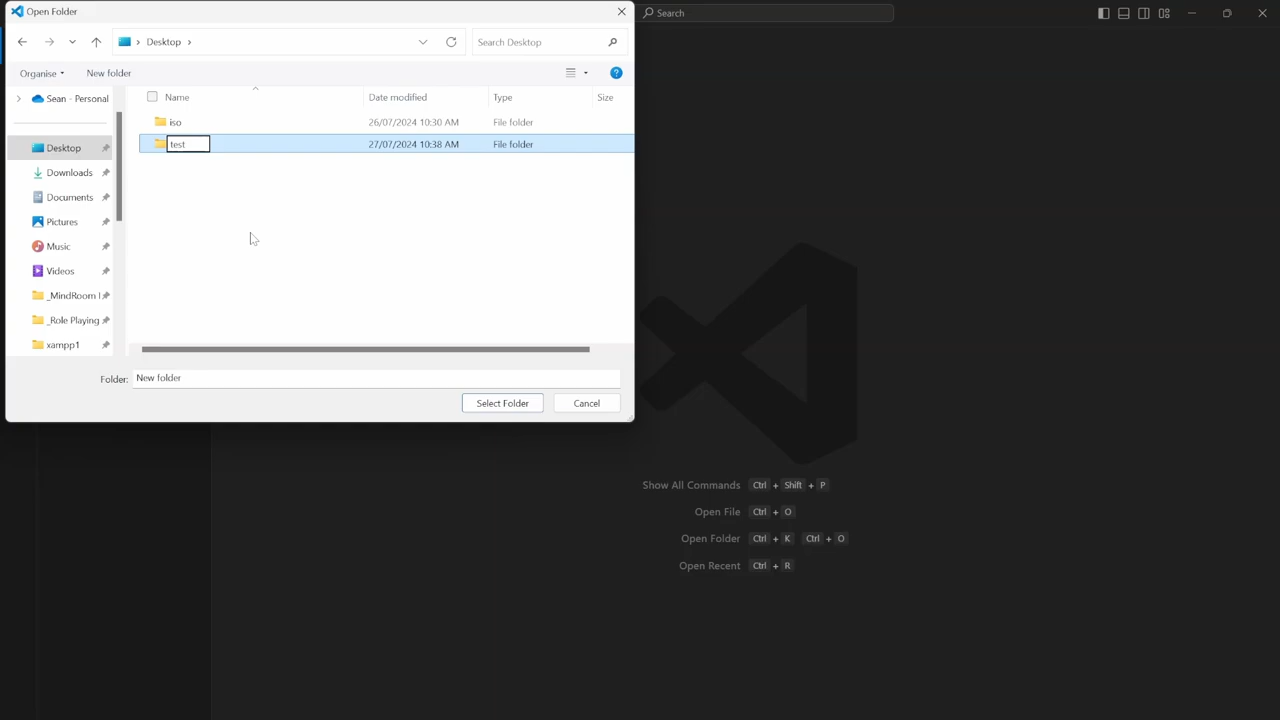 Open Folder
Search
Desktop
Search Desktop
Organise
New folder
Name
Date modified
Type
Size
Sean - Personal
iso
26/07/2024 10:30 AM
File folder
test
27/07/2024 10:38 AM
File folder
Desktop
Downloads
Documents
Pictures
Music
Videos
_MindRoom I
_Role Playing
xampp1
Folder:
New folder
Select Folder
Cancel
Show All Commands Ctrl + Shift + P
Open File Ctrl + O
Open Folder Ctrl + K Ctrl + O
Open Recent Ctrl + R